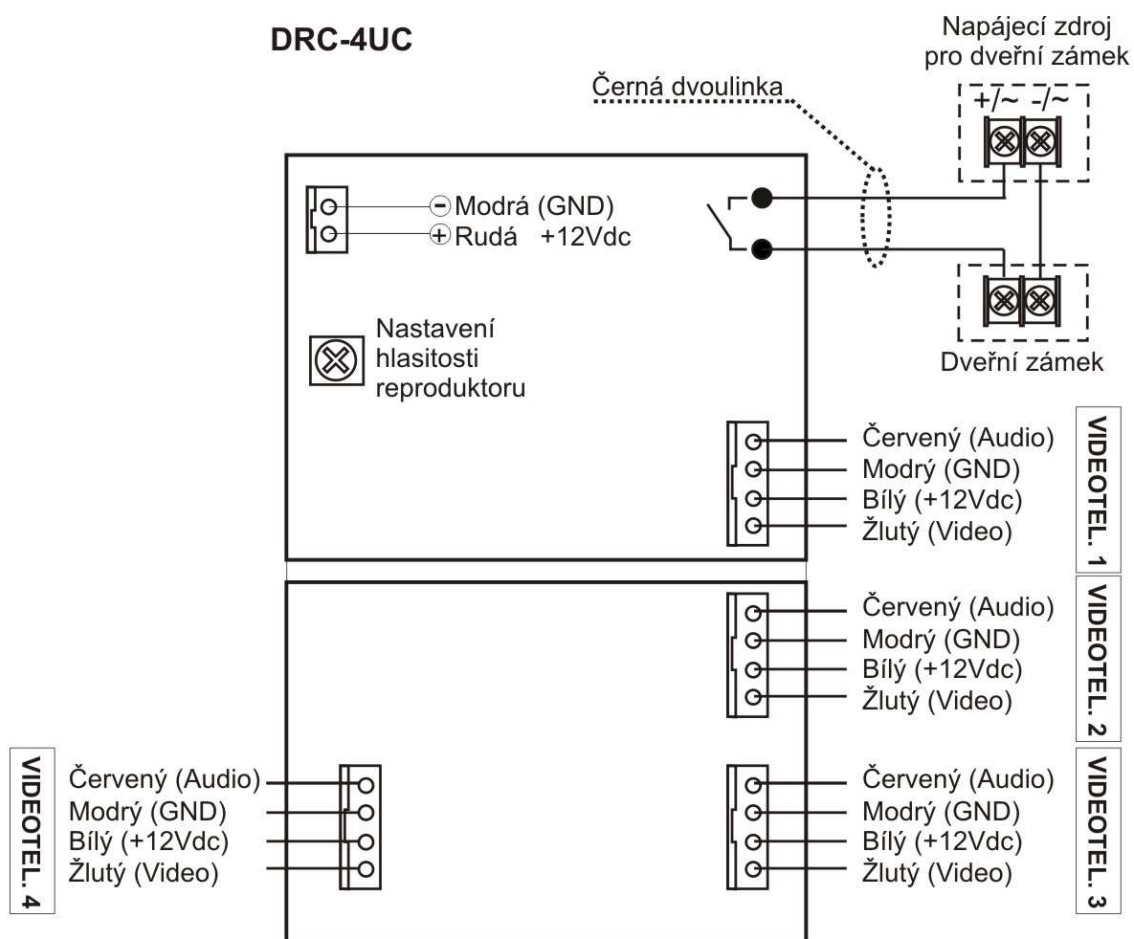 DRC-4UC
Napájecí zdroj
pro dveřní zámek
Černá dvoulinka
+/~ -/~
Modrá (GND)
Rudá +12Vdc
Nastavení
hlasitosti
reproduktoru
Dveřní zámek
Červený (Audio)
Modrý (GND)
Bílý (+12Vdc)
Žlutý (Video)
VIDEOTEL. 1
Červený (Audio)
Modrý (GND)
Bílý (+12Vdc)
Žlutý (Video)
VIDEOTEL. 2
VIDEOTEL. 4
Červený (Audio)
Modrý (GND)
Bílý (+12Vdc)
Žlutý (Video)
Červený (Audio)
Modrý (GND)
Bílý (+12Vdc)
Žlutý (Video)
VIDEOTEL. 3